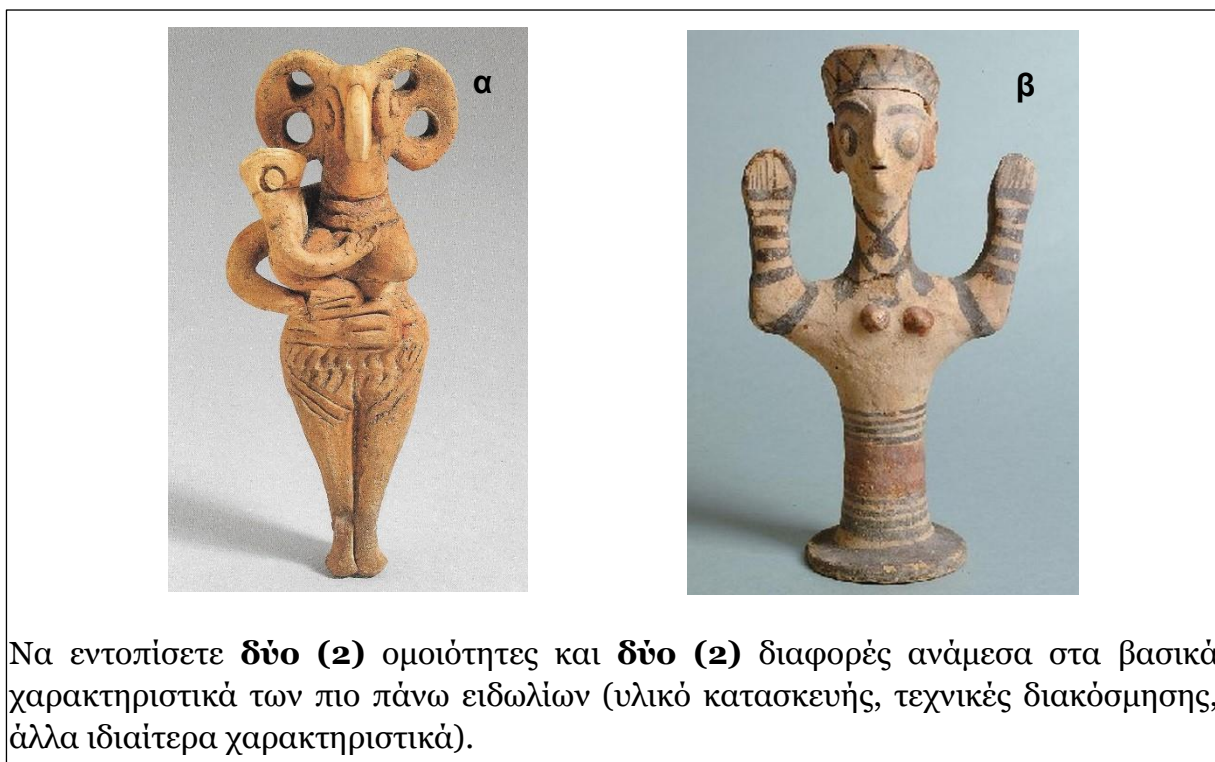 α
β
Να εντοπίσετε δύο (2) ομοιότητες και δύο (2) διαφορές ανάμεσα στα βασικά
χαρακτηριστικά των πιο πάνω ειδωλίων (υλικό κατασκευής, τεχνικές διακόσμησης,
άλλα ιδιαίτερα χαρακτηριστικά).